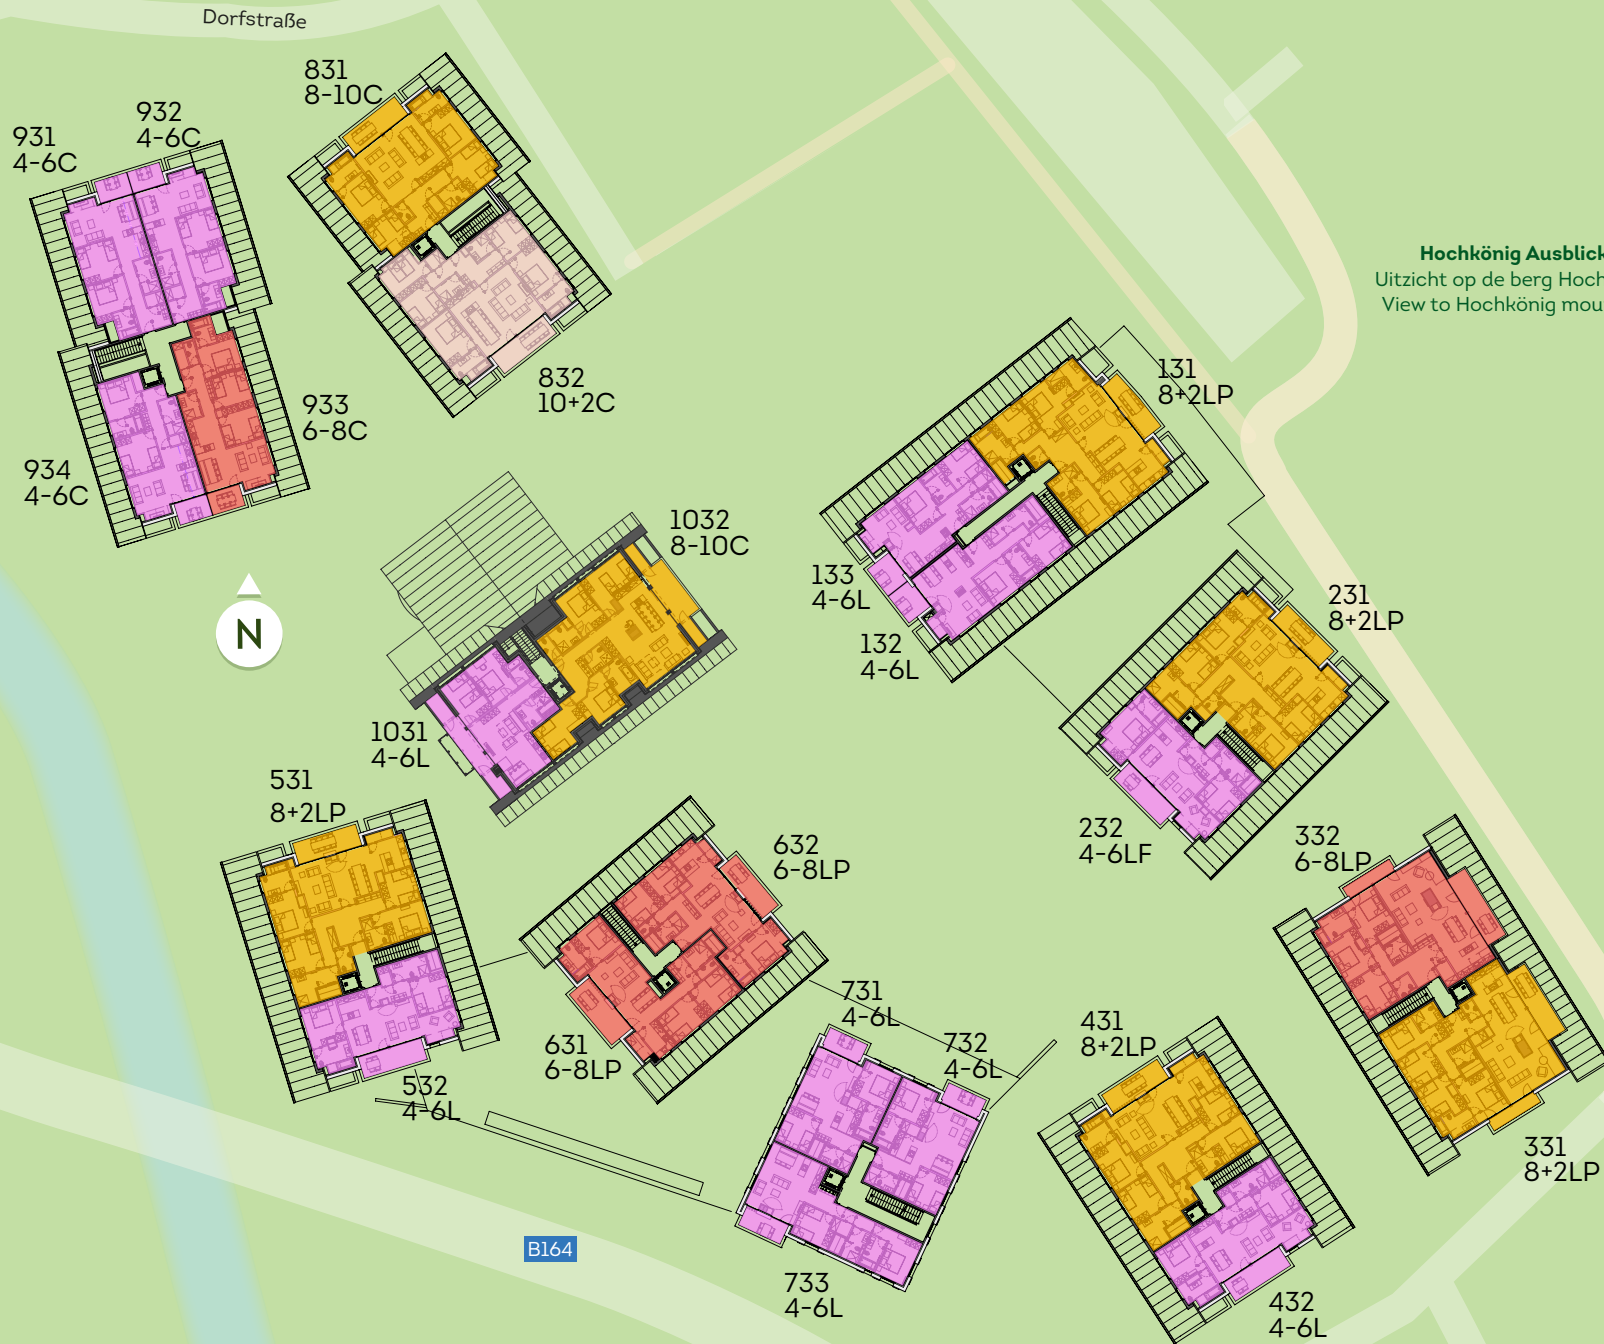 Dorfstraße
831
8-10C
932
4-6C
931
4-6C
Hochkönig Ausblick
Uitzicht op de berg Hoch
View to Hochkönig mou
131
8+2LP
832
10+2C
933
6-8C
934
4-6C
1032
8-10C
133
4-6L
231
8+2LP
132
4-6L
N
1031
4-6L
531
8+2LP
232
4-6LF
332
6-8LP
632
6-8LP
731
4-6L
431
8+2LP
732
4-6L
631
6-8LP
532
4-6L
331
8+2LP
B164
733
4-6L
432
4-6L